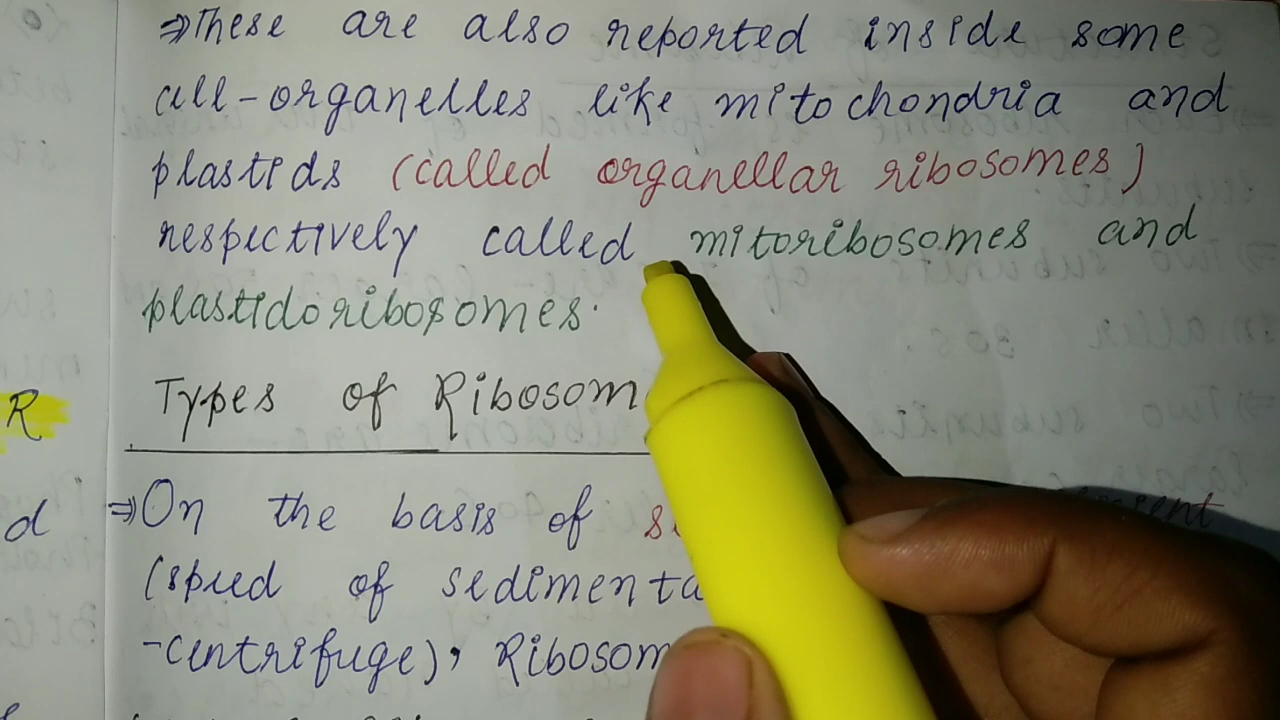 ⇒These are also reported inside some
cell-organelles like mitochondria and
plastids (called organellar ribosomes)
respectively called mitoribosomes and
plastidoribosomes.
Types of Ribosom
R
d ⇒On the basis of
(speed of sedimenta
-centrifuge), Ribosom